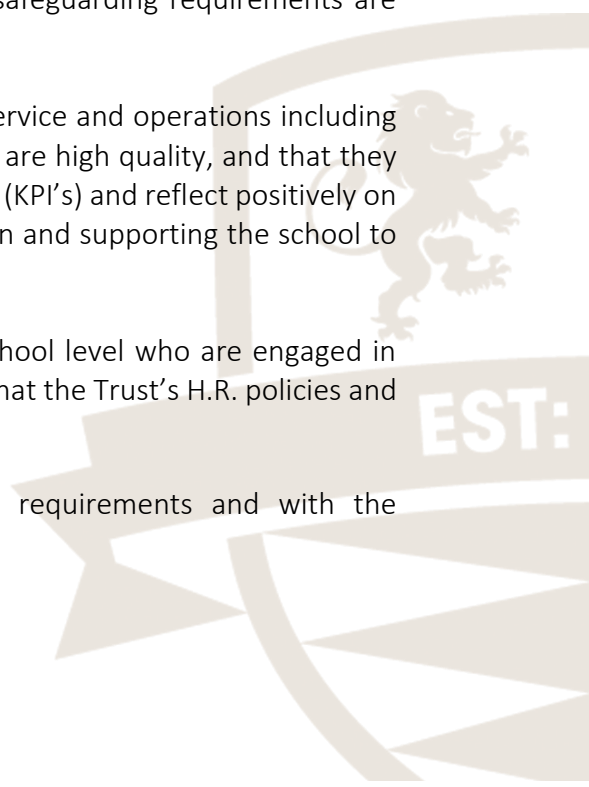 safeguarding requirements are
ervice and operations including
are high quality, and that they
(KPI’s) and reflect positively on
n and supporting the school to
hool level who are engaged in
hat the Trust’s H.R. policies and
EST:
requirements and with the